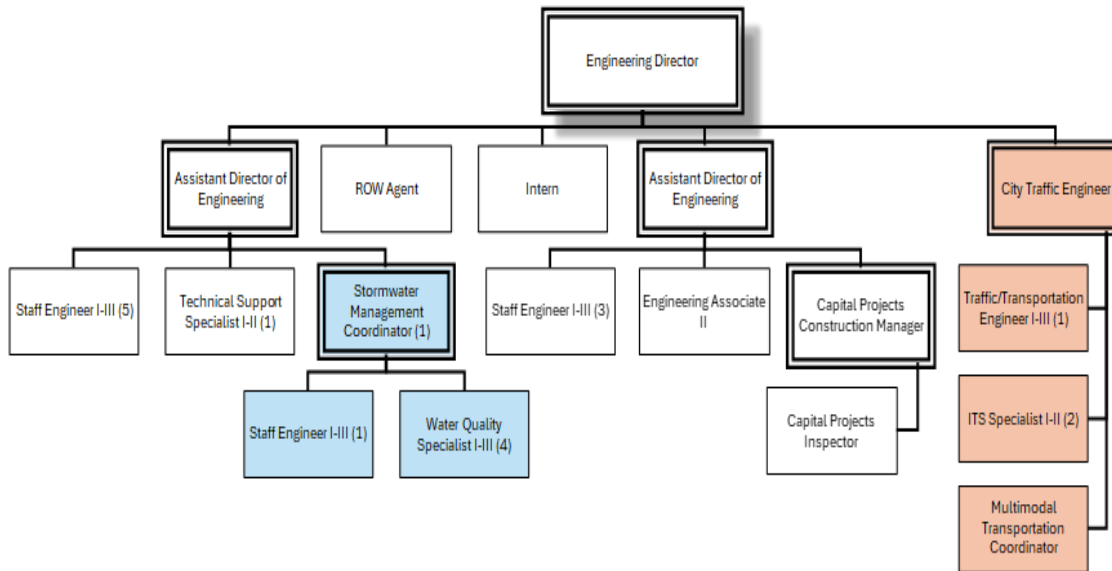 Engineering Director
Assistant Director of
Engineering
ROW Agent
Intern
Assistant Director of
Engineering
City Traffic Engineer
Staff Engineer I-III (5)
Technical Support
Specialist I-II (1)
Stormwater
Management
Coordinator (1)
Staff Engineer I-III (3)
Engineering Associate
II
Capital Projects
Construction Manager
Traffic/Transportation
Engineer I-III (1)
Staff Engineer I-III (1)
Water Quality
Specialist I-III (4)
Capital Projects
Inspector
ITS Specialist I-II (2)
Multimodal
Transportation
Coordinator